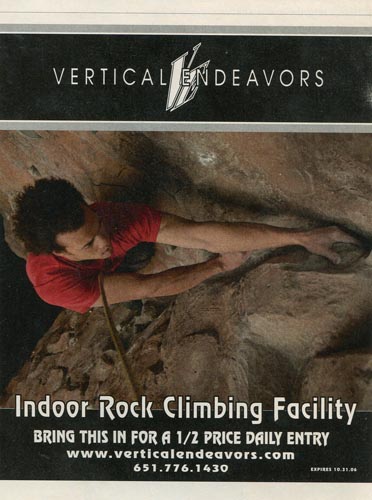 VERTICAL ENDEAVORS
Indoor Rock Climbing Facility
BRING THIS IN FOR A 1/2 PRICE DAILY ENTRY
www.verticalendeavors.com
651.776.1430
EXPIRES 10.31.06